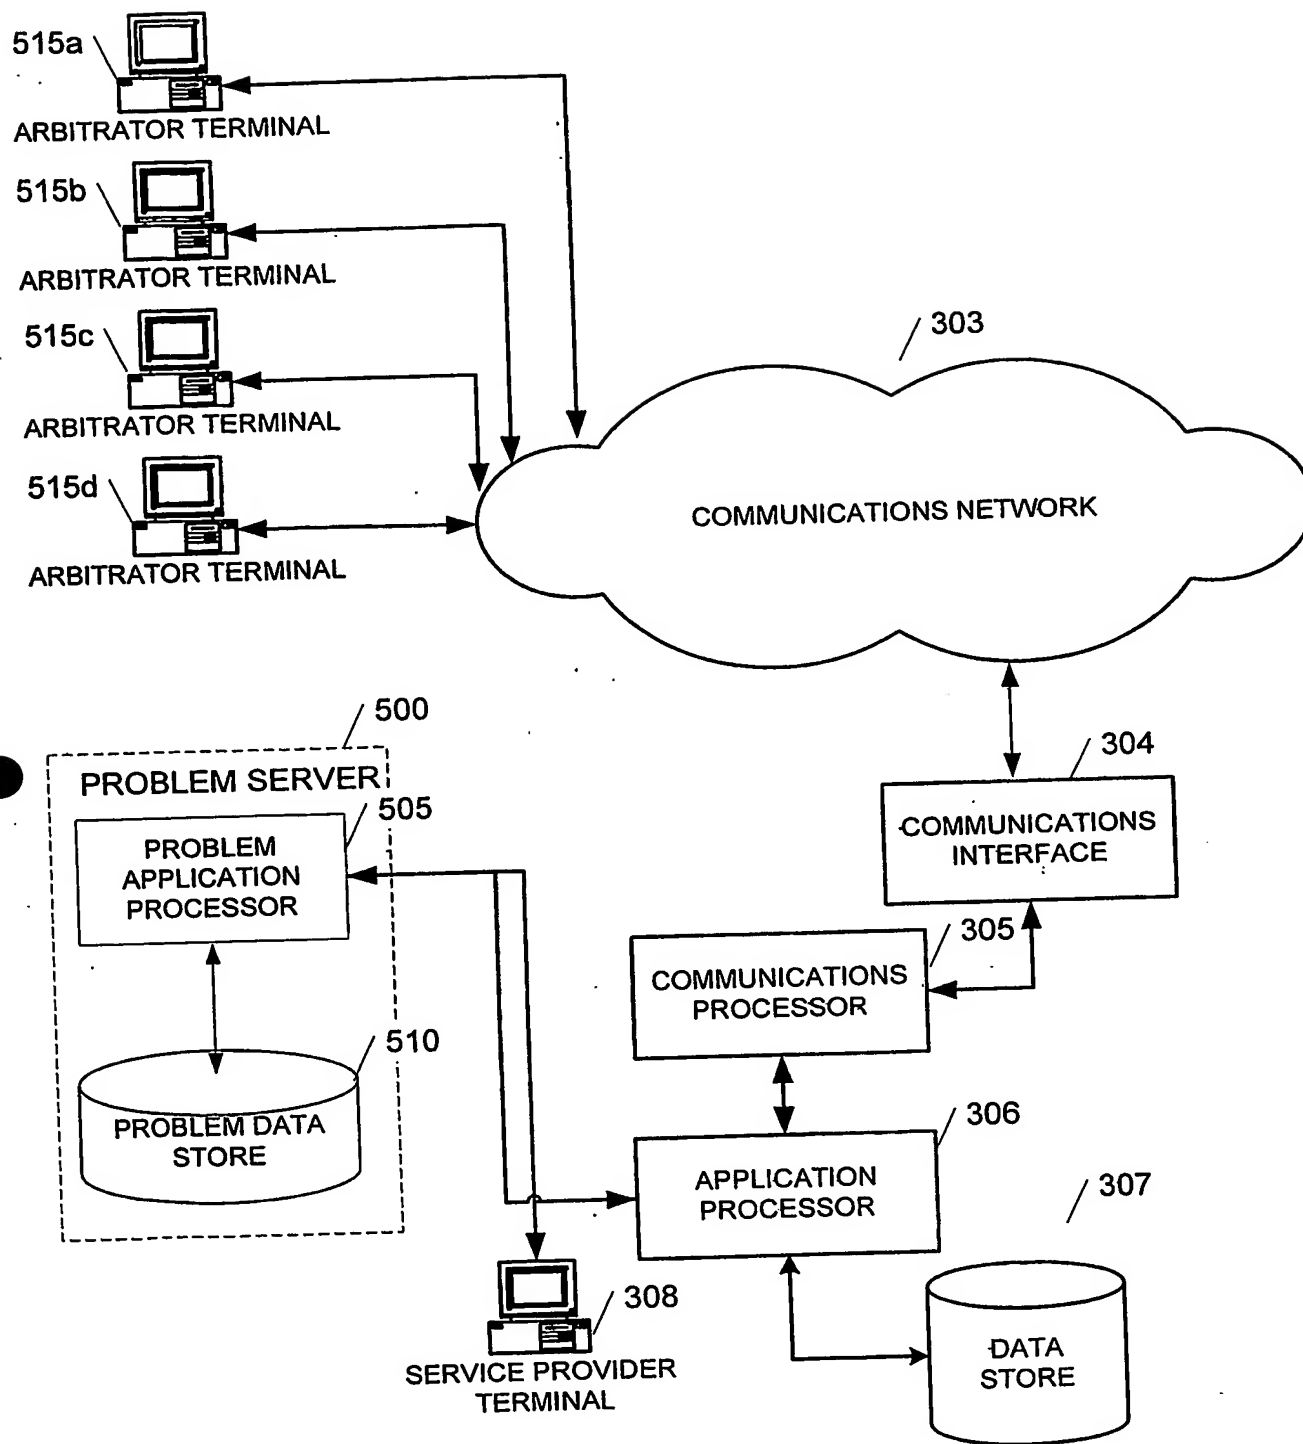 515a
ARBITRATOR TERMINAL
515b
ARBITRATOR TERMINAL
515c
ARBITRATOR TERMINAL
515d
ARBITRATOR TERMINAL
303
COMMUNICATIONS NETWORK
500
PROBLEM SERVER
505
PROBLEM
APPLICATION
PROCESSOR
510
PROBLEM DATA
STORE
304
COMMUNICATIONS
INTERFACE
305
COMMUNICATIONS
PROCESSOR
306
APPLICATION
PROCESSOR
307
DATA
STORE
308
SERVICE PROVIDER
TERMINAL